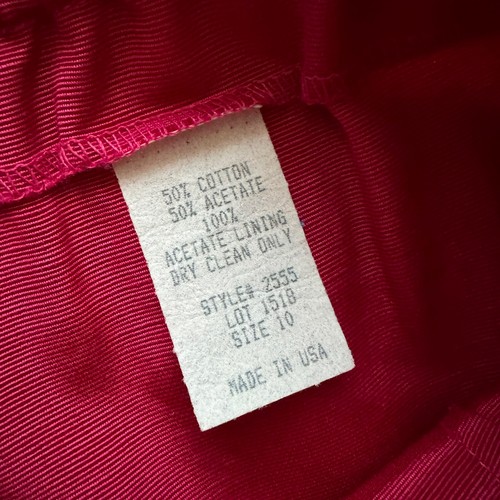 50% COTTON
50% ACETATE
100%
ACETATE LINING
DRY CLEAN ONLY
STYLE# 2555
LOT 1518
SIZE 10
MADE IN USA